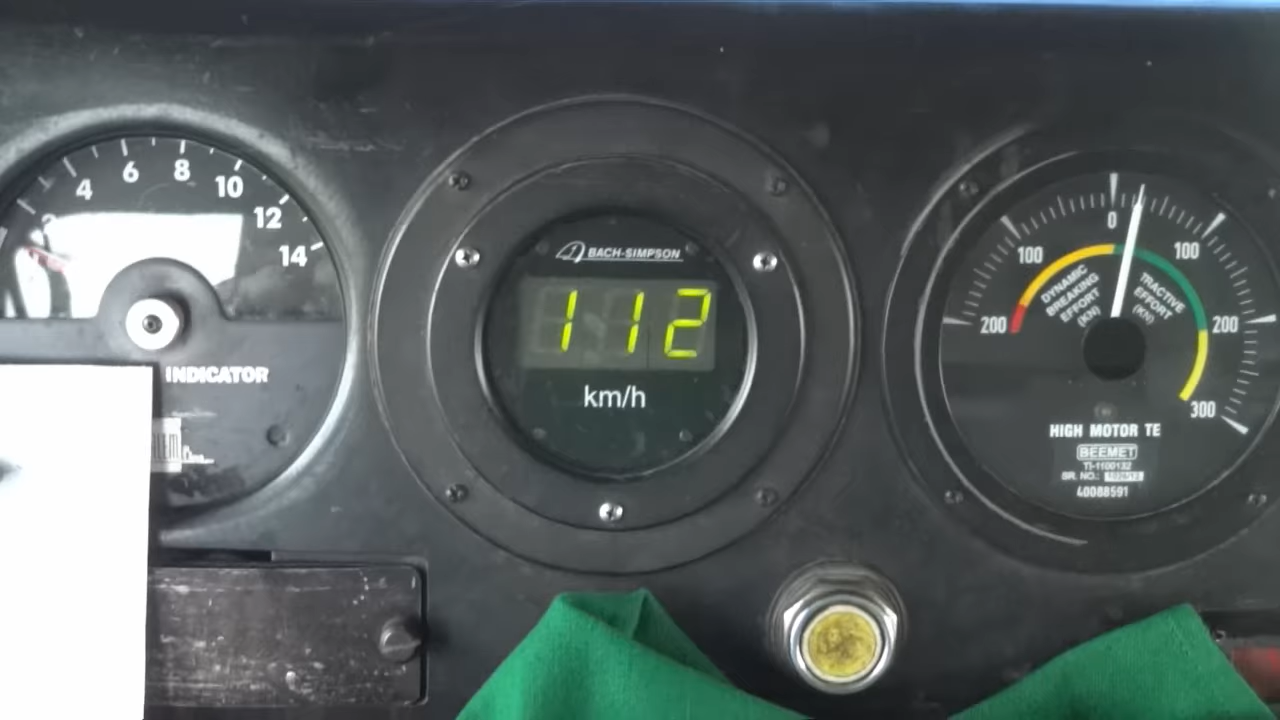 4 6 8 10 12 14
INDICATOR
BACH-SIMPSON
112
km/h
0
100 100
200 200
300
DYNAMIC
BREAKING
EFFORT
(KN)
TRACTIVE
EFFORT
(KN)
HIGH MOTOR TE
BEEMET
TI-1100132
SR. NO.:
40088591